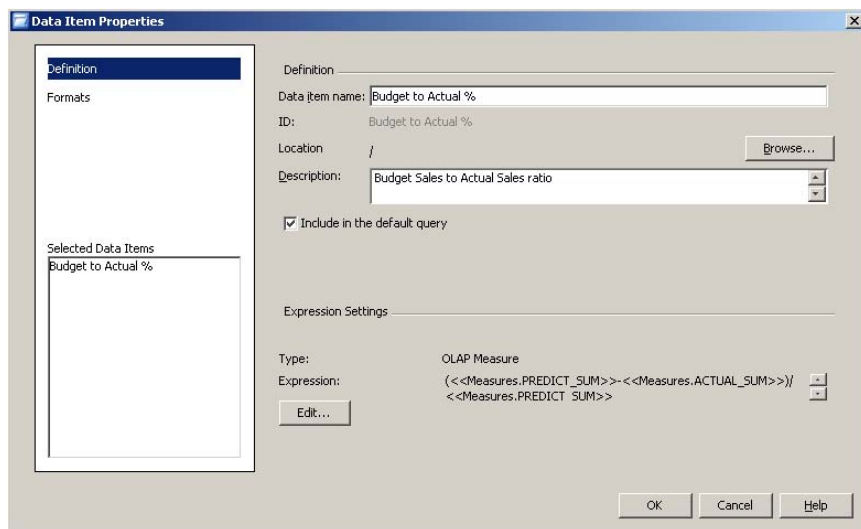 Data Item Properties
Definition
Formats
Selected Data Items
Budget to Actual %
Definition
Data item name: Budget to Actual %
ID: Budget to Actual %
Location /
Browse...
Description: Budget Sales to Actual Sales ratio
Include in the default query
Expression Settings
Type: OLAP Measure
Expression: (<<Measures.PREDICT_SUM>>-<<Measures.ACTUAL_SUM>>)/
<<Measures.PREDICT_SUM>>
Edit...
OK Cancel Help